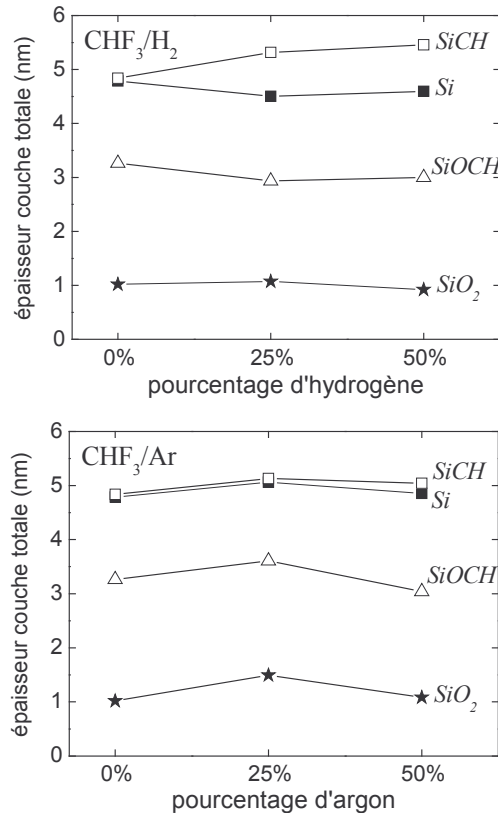 CHF₃/H₂
épaisseur couche totale (nm)
6
5
4
3
2
1
0
SiCH
Si
SiOCH
SiO₂
0% 25% 50%
pourcentage d'hydrogène
CHF₃/Ar
épaisseur couche totale (nm)
6
5
4
3
2
1
0
SiCH
Si
SiOCH
SiO₂
0% 25% 50%
pourcentage d'argon